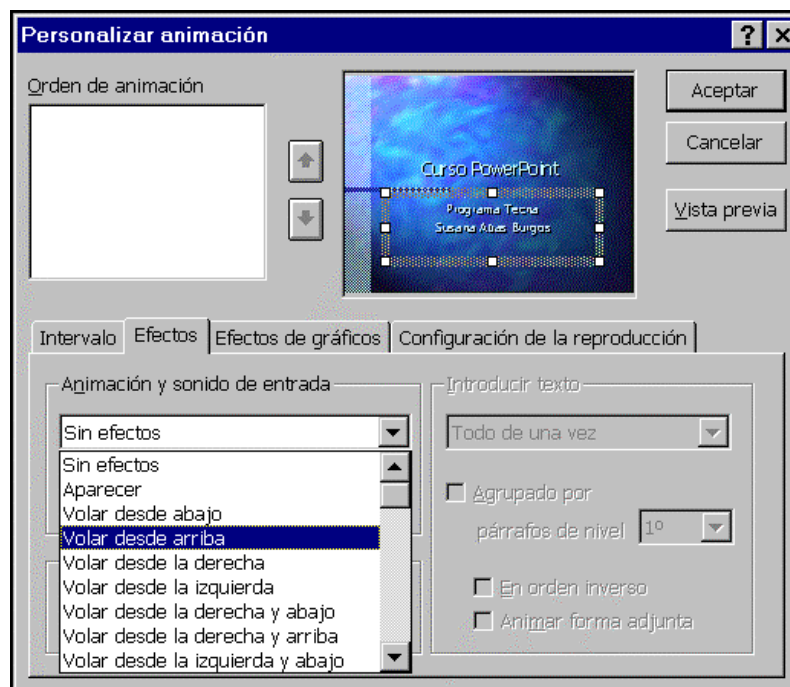 Personalizar animación
Orden de animación
Curso PowerPoint
Programa Tecna
Susana Abas Burgos
Aceptar
Cancelar
Vista previa
Intervalo
Efectos
Efectos de gráficos
Configuración de la reproducción
Animación y sonido de entrada
Sin efectos
Sin efectos
Aparecer
Volar desde abajo
Volar desde arriba
Volar desde la derecha
Volar desde la izquierda
Volar desde la derecha y abajo
Volar desde la derecha y arriba
Volar desde la izquierda y abajo
Introducir texto
Todo de una vez
Agrupado por
párrafos de nivel 1º
En orden inverso
Animar forma adjunta